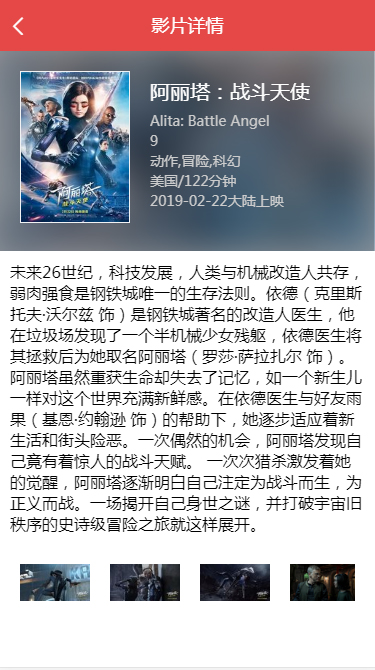 影片详情
阿丽塔：战斗天使
Alita: Battle Angel
9
动作,冒险,科幻
美国/122分钟
2019-02-22大陆上映
阿丽塔
战斗天使
未来26世纪，科技发展，人类与机械改造人共存，
弱肉强食是钢铁城唯一的生存法则。依德（克里斯
托夫·沃尔兹 饰）是钢铁城著名的改造人医生，他
在垃圾场发现了一个半机械少女残躯，依德医生将
其拯救后为她取名阿丽塔（罗莎·萨拉扎尔 饰）。
阿丽塔虽然重获生命却失去了记忆，如一个新生儿
一样对这个世界充满新鲜感。在依德医生与好友雨
果（基恩·约翰逊 饰）的帮助下，她逐步适应着新
生活和街头险恶。一次偶然的机会，阿丽塔发现自
己竟有着惊人的战斗天赋。 一次次猎杀激发着她
的觉醒，阿丽塔逐渐明白自己注定为战斗而生，为
正义而战。一场揭开自己身世之谜，并打破宇宙旧
秩序的史诗级冒险之旅就这样展开。